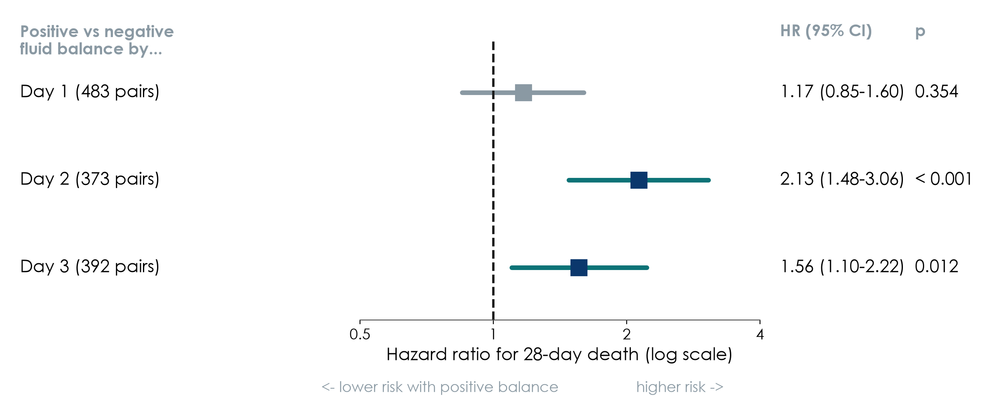 Positive vs negative
fluid balance by...
HR (95% CI) p
Day 1 (483 pairs) 1.17 (0.85-1.60) 0.354
Day 2 (373 pairs) 2.13 (1.48-3.06) < 0.001
Day 3 (392 pairs) 1.56 (1.10-2.22) 0.012
0.5 1 2 4
Hazard ratio for 28-day death (log scale)
<- lower risk with positive balance higher risk ->